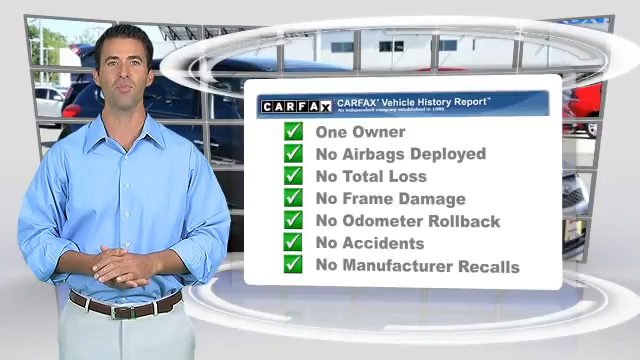 CARFAX CARFAX Vehicle History Report™
An independent company established in 1986
One Owner
No Airbags Deployed
No Total Loss
No Frame Damage
No Odometer Rollback
No Accidents
No Manufacturer Recalls